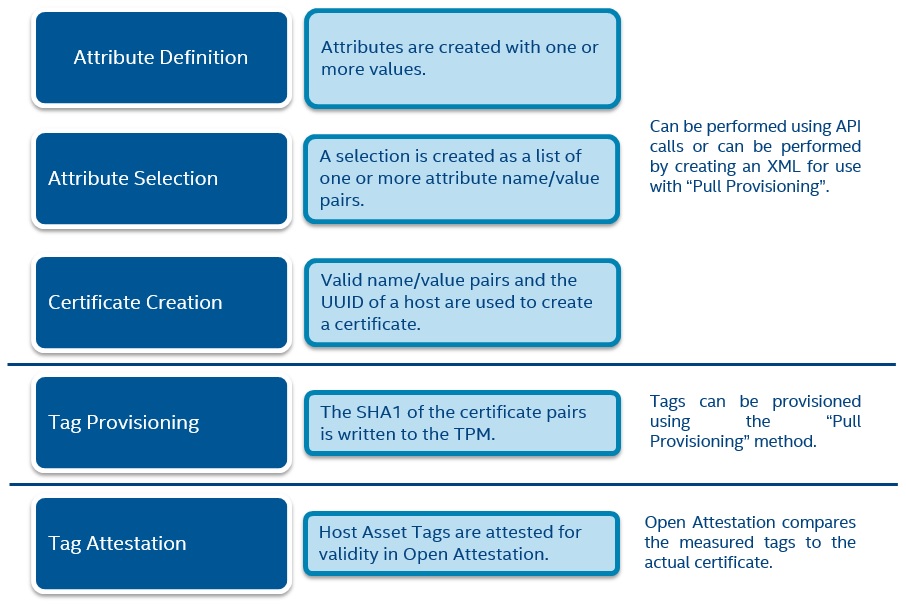 Attribute Definition
Attributes are created with one or
more values.
Attribute Selection
A selection is created as a list of
one or more attribute name/value
pairs.
Can be performed using API
calls or can be performed
by creating an XML for use
with “Pull Provisioning”.
Certificate Creation
Valid name/value pairs and the
UUID of a host are used to create
a certificate.
Tag Provisioning
The SHA1 of the certificate pairs
is written to the TPM.
Tags can be provisioned
using the “Pull
Provisioning” method.
Tag Attestation
Host Asset Tags are attested for
validity in Open Attestation.
Open Attestation compares
the measured tags to the
actual certificate.